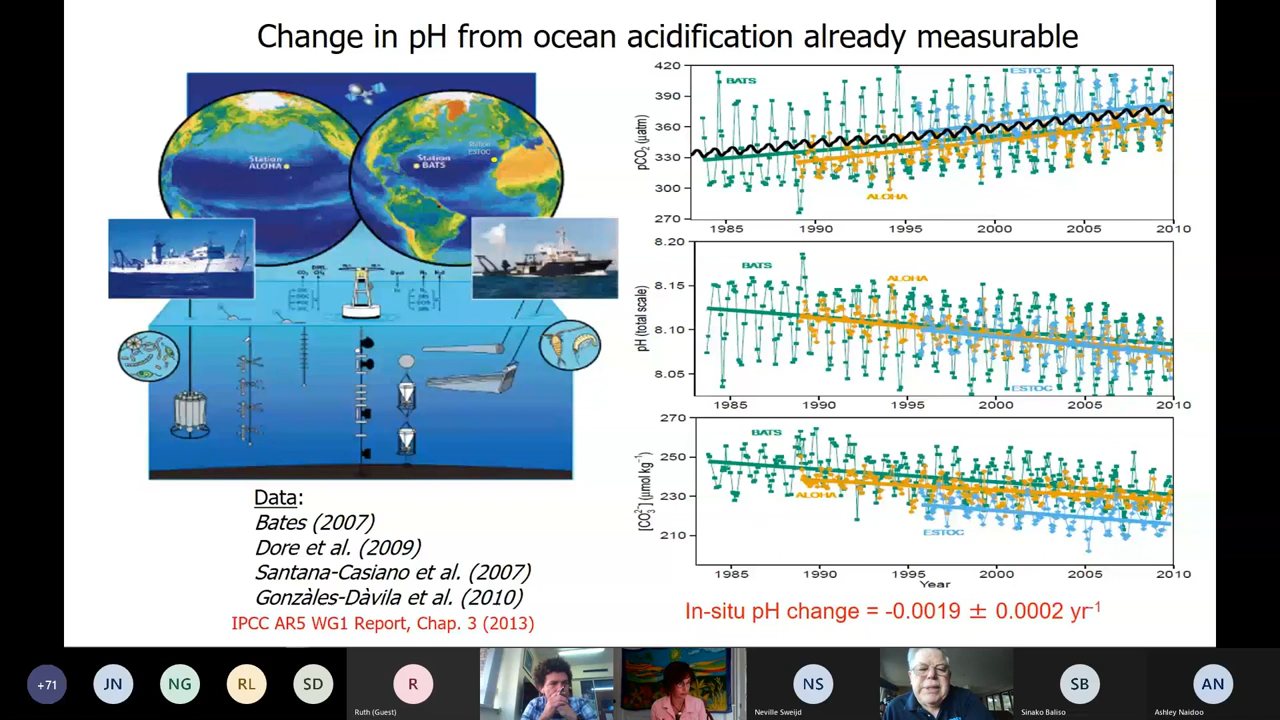 Change in pH from ocean acidification already measurable
Station
ALOHA
Station
BATS
Station
ESTOC
Data:
Bates (2007)
Dore et al. (2009)
Santana-Casiano et al. (2007)
Gonzàles-Dàvila et al. (2010)
IPCC AR5 WG1 Report, Chap. 3 (2013)
420
390
360
330
300
270
pCO₂ (µatm)
BATS
ESTOC
ALOHA
1985
1990
1995
2000
2005
2010
8.20
8.15
8.10
8.05
pH (total scale)
BATS
ALOHA
ESTOC
1985
1990
1995
2000
2005
2010
270
250
230
210
[CO₃²⁻] (µmol kg⁻¹)
BATS
ALOHA
ESTOC
1985
1990
1995
2000
2005
2010
Year
In-situ pH change = -0.0019 ± 0.0002 yr⁻¹
+71
JN
NG
RL
SD
R
Ruth (Guest)
NS
Neville Sweijd
SB
Sinako Baliso
AN
Ashley Naidoo